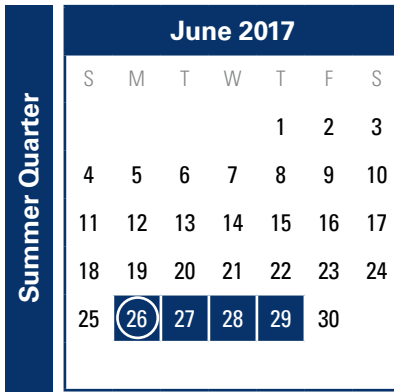 Summer Quarter
June 2017
S M T W T F S
1 2 3
4 5 6 7 8 9 10
11 12 13 14 15 16 17
18 19 20 21 22 23 24
25 26 27 28 29 30